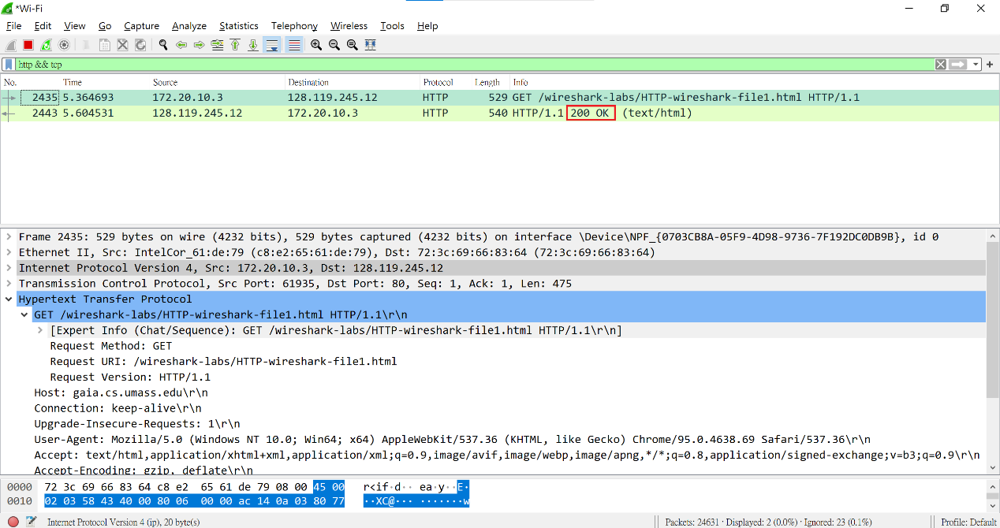 *Wi-Fi
File Edit View Go Capture Analyze Statistics Telephony Wireless Tools Help
http && tcp
No. Time Source Destination Protocol Length Info
2435 5.364693 172.20.10.3 128.119.245.12 HTTP 529 GET /wireshark-labs/HTTP-wireshark-file1.html HTTP/1.1
2443 5.604531 128.119.245.12 172.20.10.3 HTTP 540 HTTP/1.1 200 OK (text/html)
Frame 2435: 529 bytes on wire (4232 bits), 529 bytes captured (4232 bits) on interface \Device\NPF_{0703CB8A-05F9-4D98-9736-7F192DC0DB9B}, id 0
Ethernet II, Src: IntelCor_61:de:79 (c8:e2:65:61:de:79), Dst: 72:3c:69:66:83:64 (72:3c:69:66:83:64)
Internet Protocol Version 4, Src: 172.20.10.3, Dst: 128.119.245.12
Transmission Control Protocol, Src Port: 61935, Dst Port: 80, Seq: 1, Ack: 1, Len: 475
Hypertext Transfer Protocol
GET /wireshark-labs/HTTP-wireshark-file1.html HTTP/1.1\r\n
[Expert Info (Chat/Sequence): GET /wireshark-labs/HTTP-wireshark-file1.html HTTP/1.1\r\n]
Request Method: GET
Request URI: /wireshark-labs/HTTP-wireshark-file1.html
Request Version: HTTP/1.1
Host: gaia.cs.umass.edu\r\n
Connection: keep-alive\r\n
Upgrade-Insecure-Requests: 1\r\n
User-Agent: Mozilla/5.0 (Windows NT 10.0; Win64; x64) AppleWebKit/537.36 (KHTML, like Gecko) Chrome/95.0.4638.69 Safari/537.36\r\n
Accept: text/html,application/xhtml+xml,application/xml;q=0.9,image/avif,image/webp,image/apng,*/*;q=0.8,application/signed-exchange;v=b3;q=0.9\r\n
Accept-Encoding: gzip, deflate\r\n
0000 72 3c 69 66 83 64 c8 e2 65 61 de 79 08 00 45 00 r<if·d·· ea·y··E·
0010 02 03 58 43 40 00 80 06 00 00 ac 14 0a 03 80 77 ··XC@··· ·······w
Internet Protocol Version 4 (ip), 20 byte(s) Packets: 24631 · Displayed: 2 (0.0%) · Ignored: 23 (0.1%) Profile: Default